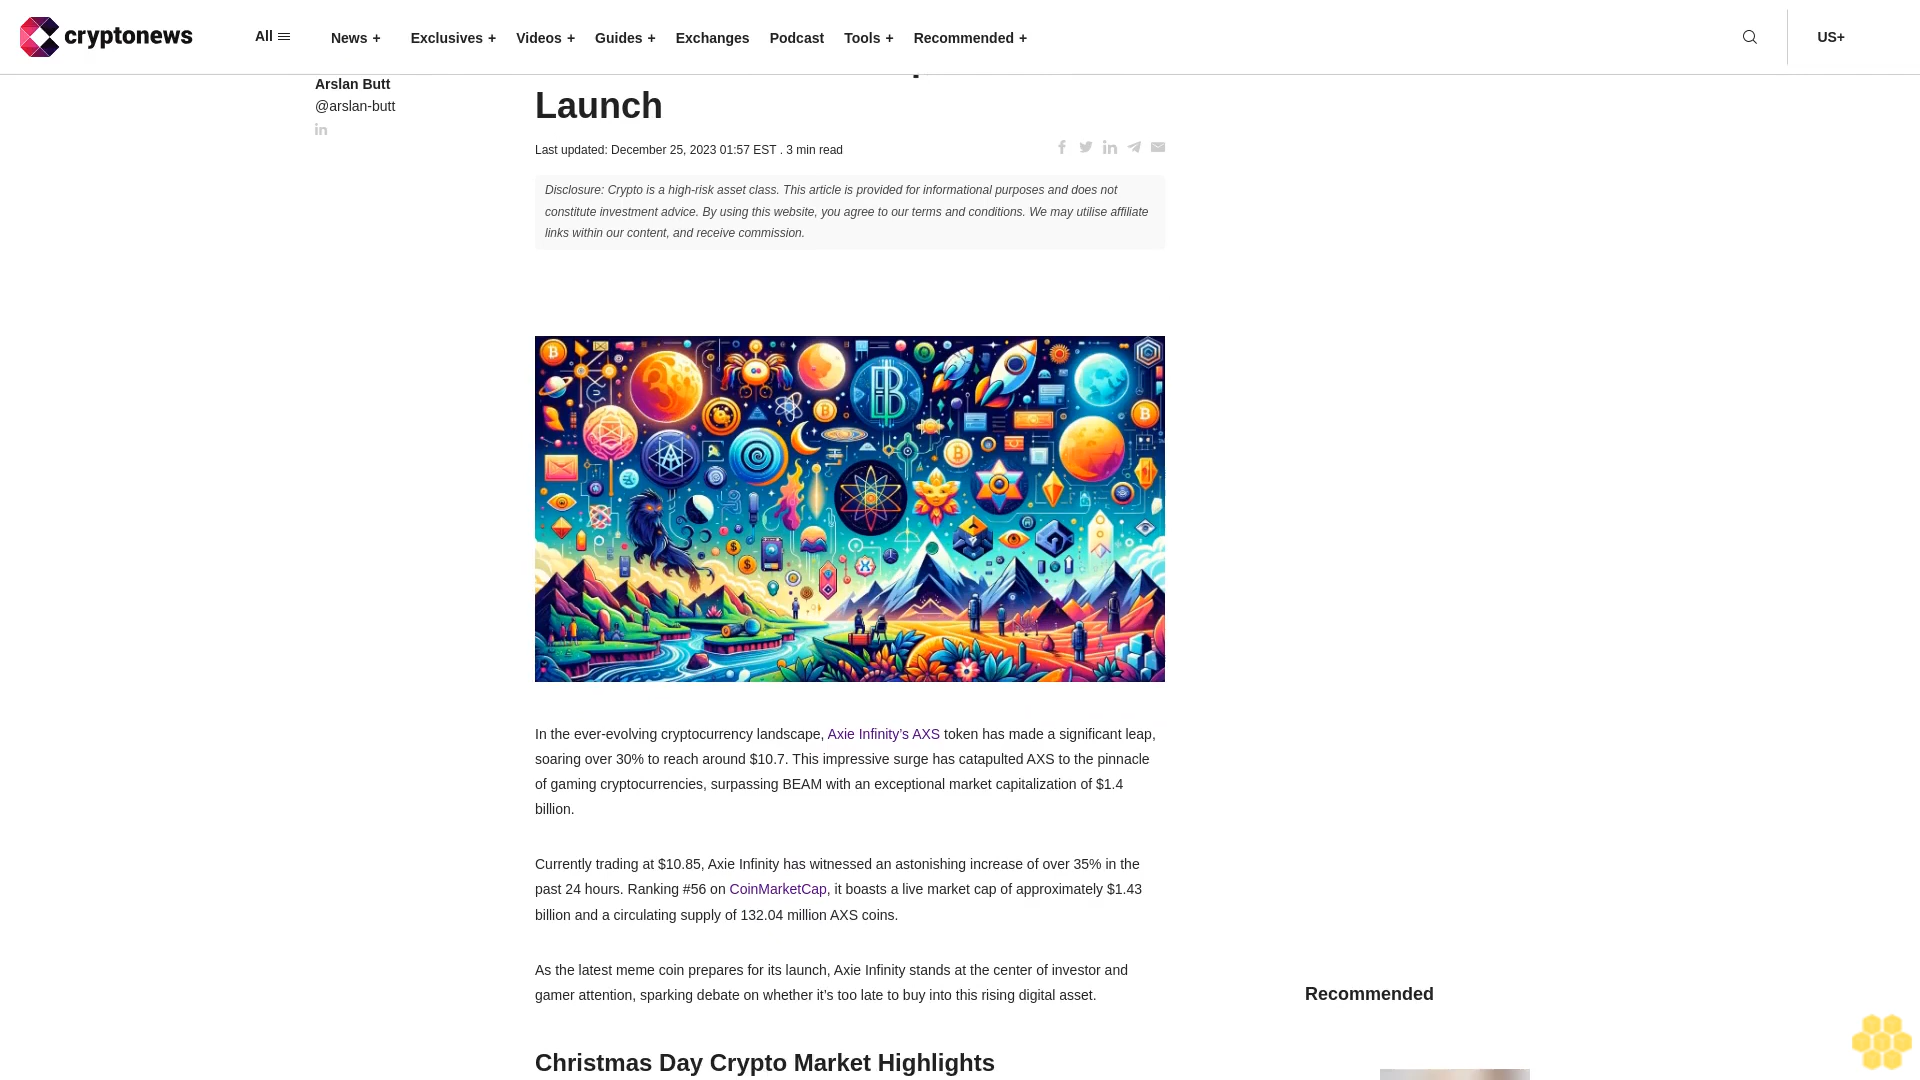 cryptonews
All
News +
Exclusives +
Videos +
Guides +
Exchanges
Podcast
Tools +
Recommended +
US+
Arslan Butt
@arslan-butt
Launch
Last updated: December 25, 2023 01:57 EST . 3 min read
Disclosure: Crypto is a high-risk asset class. This article is provided for informational purposes and does not
constitute investment advice. By using this website, you agree to our terms and conditions. We may utilise affiliate
links within our content, and receive commission.
In the ever-evolving cryptocurrency landscape, Axie Infinity’s AXS token has made a significant leap,
soaring over 30% to reach around $10.7. This impressive surge has catapulted AXS to the pinnacle
of gaming cryptocurrencies, surpassing BEAM with an exceptional market capitalization of $1.4
billion.
Currently trading at $10.85, Axie Infinity has witnessed an astonishing increase of over 35% in the
past 24 hours. Ranking #56 on CoinMarketCap, it boasts a live market cap of approximately $1.43
billion and a circulating supply of 132.04 million AXS coins.
As the latest meme coin prepares for its launch, Axie Infinity stands at the center of investor and
gamer attention, sparking debate on whether it’s too late to buy into this rising digital asset.
Recommended
Christmas Day Crypto Market Highlights